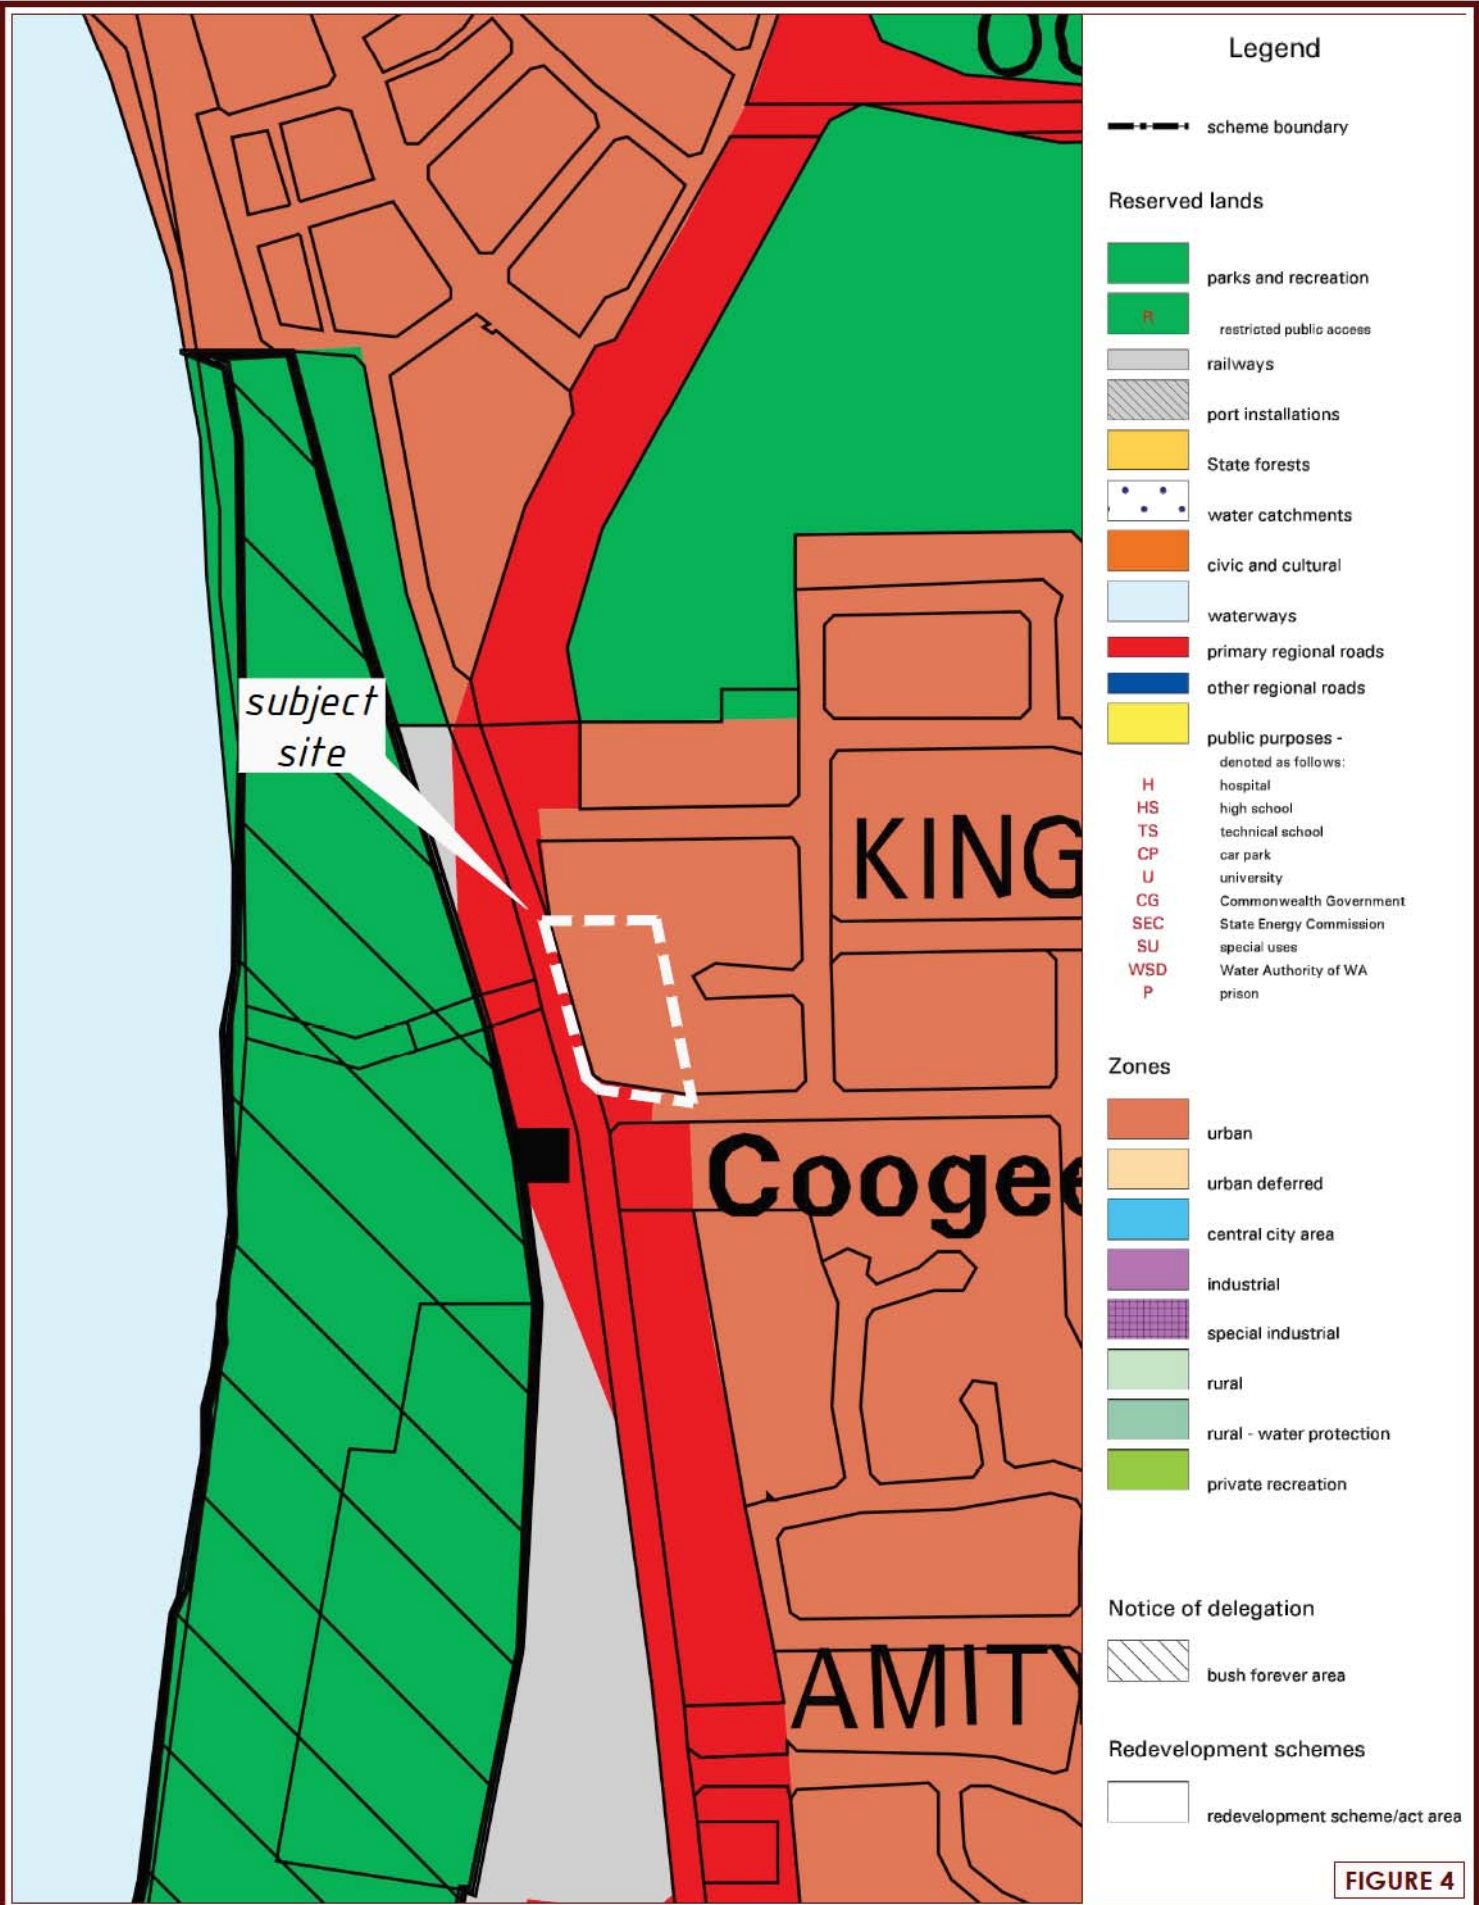 subject
site
KING
Coogee
AMITY
Legend
scheme boundary
Reserved lands
parks and recreation
R
restricted public access
railways
port installations
State forests
water catchments
civic and cultural
waterways
primary regional roads
other regional roads
public purposes -
denoted as follows:
H hospital
HS high school
TS technical school
CP car park
U university
CG Commonwealth Government
SEC State Energy Commission
SU special uses
WSD Water Authority of WA
P prison
Zones
urban
urban deferred
central city area
industrial
special industrial
rural
rural - water protection
private recreation
Notice of delegation
bush forever area
Redevelopment schemes
redevelopment scheme/act area
FIGURE 4